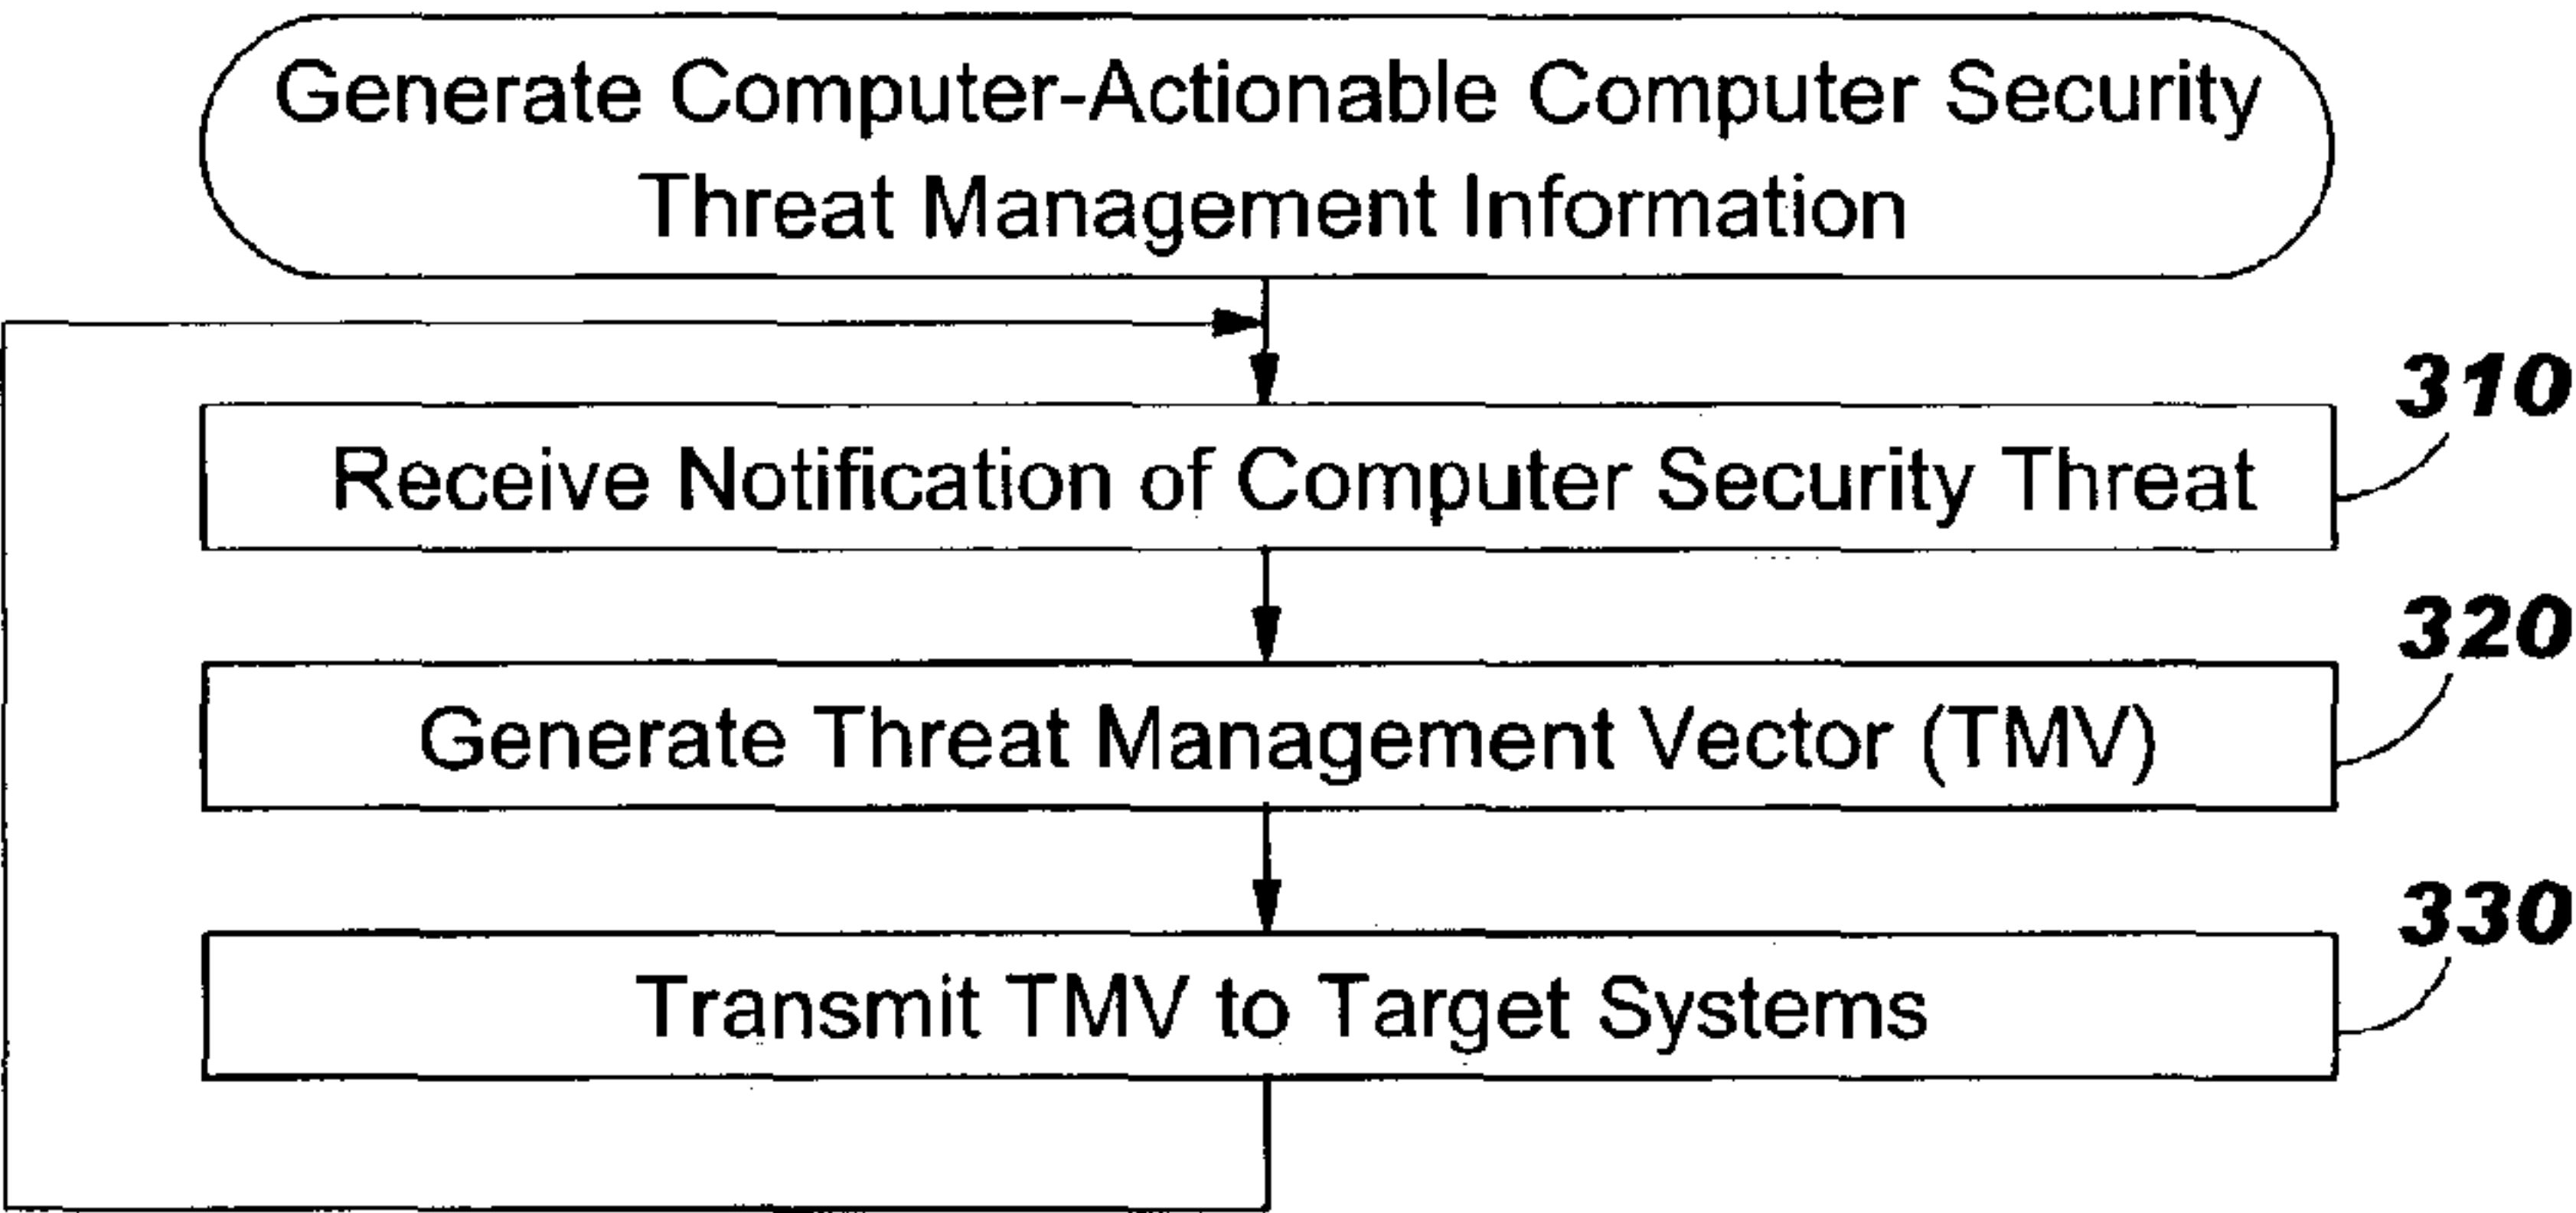 Generate Computer-Actionable Computer Security
Threat Management Information
310
Receive Notification of Computer Security Threat
320
Generate Threat Management Vector (TMV)
330
Transmit TMV to Target Systems